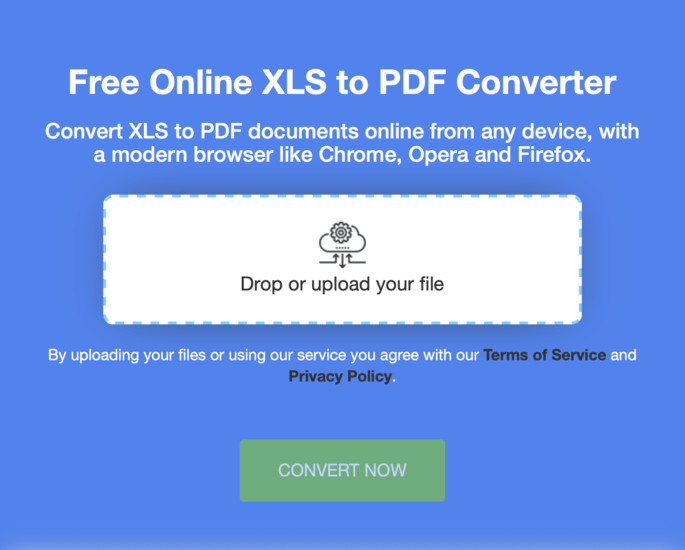 Free Online XLS to PDF Converter
Convert XLS to PDF documents online from any device, with
a modern browser like Chrome, Opera and Firefox.
Drop or upload your file
By uploading your files or using our service you agree with our Terms of Service and
Privacy Policy.
CONVERT NOW